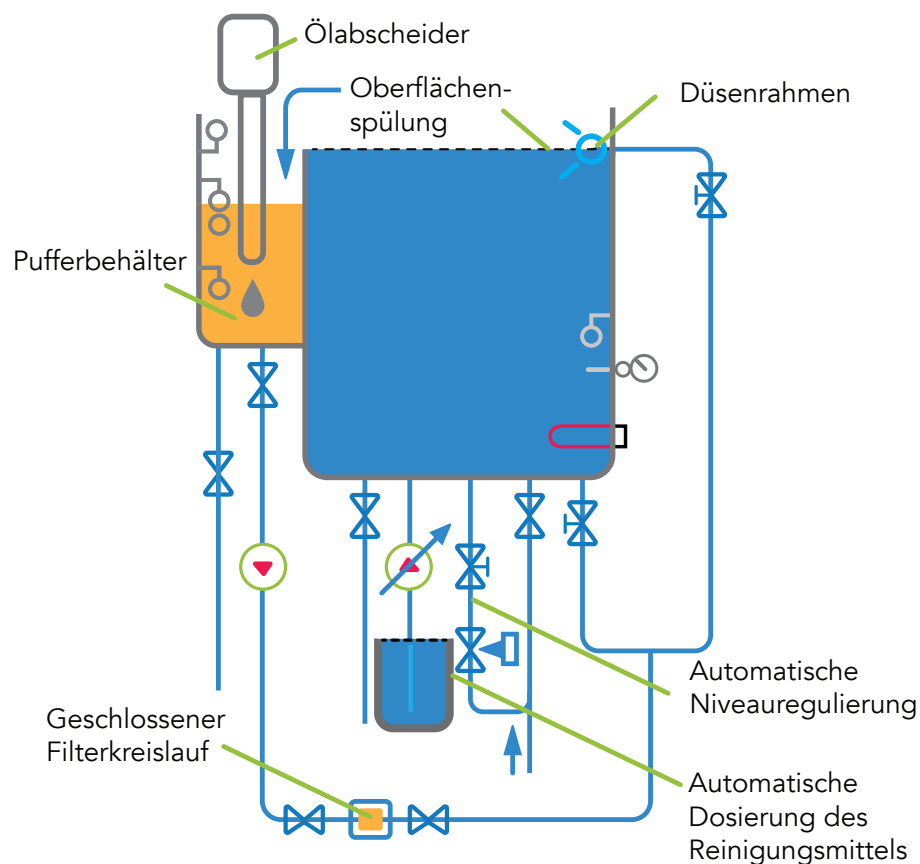 Ölabscheider
Oberflächen-
spülung
Düsenrahmen
Pufferbehälter
Automatische
Niveauregulierung
Geschlossener
Filterkreislauf
Automatische
Dosierung des
Reinigungsmittels